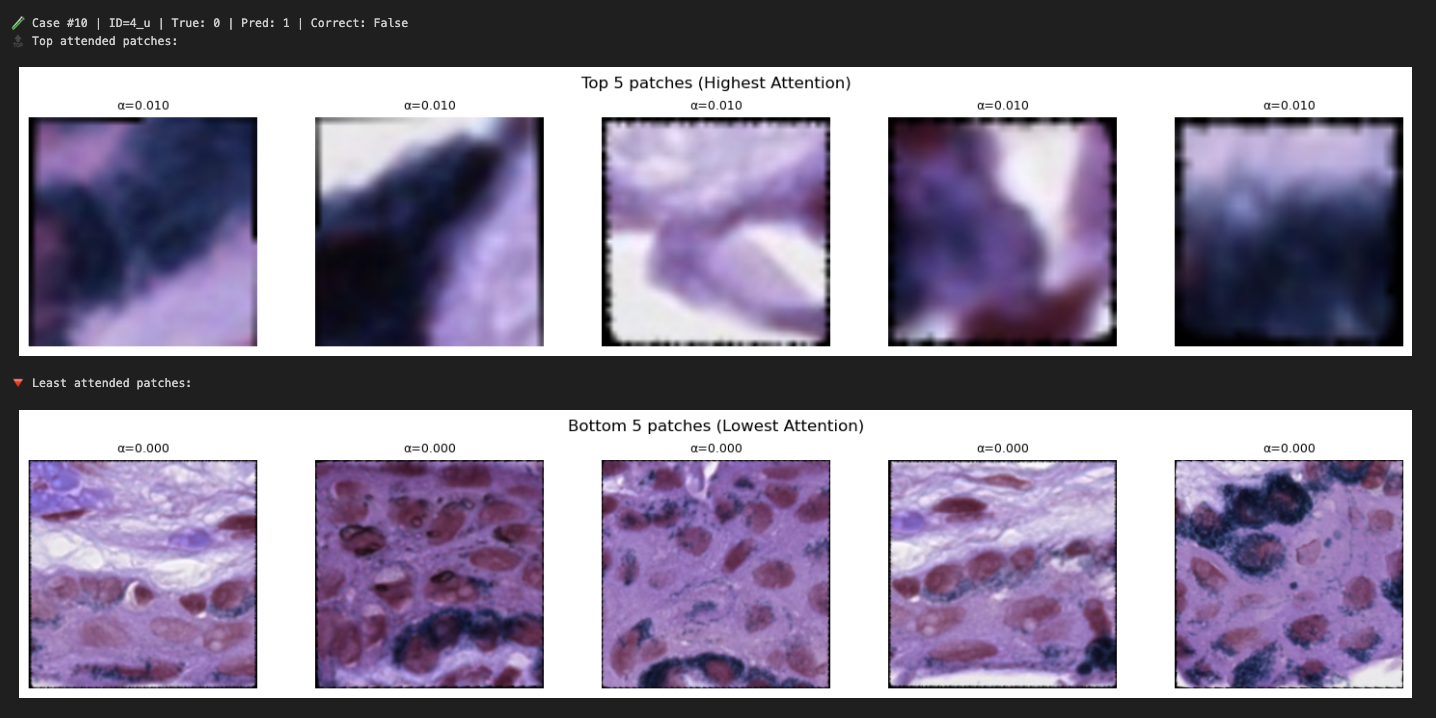 🧪 Case #10 | ID=4_u | True: 0 | Pred: 1 | Correct: False
📤 Top attended patches:
Top 5 patches (Highest Attention)
α=0.010 α=0.010 α=0.010 α=0.010 α=0.010
🔻 Least attended patches:
Bottom 5 patches (Lowest Attention)
α=0.000 α=0.000 α=0.000 α=0.000 α=0.000